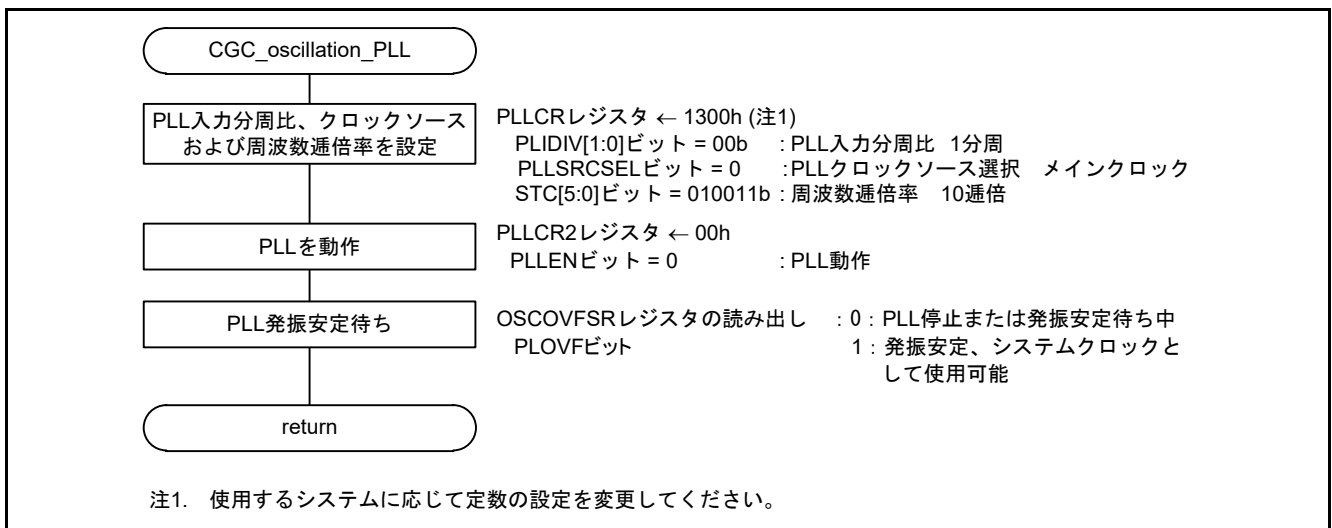 CGC_oscillation_PLL
PLL入力分周比、クロックソース
および周波数逓倍率を設定
PLLCRレジスタ ← 1300h (注1)
PLIDIV[1:0]ビット = 00b : PLL入力分周比 1分周
PLLSRCSELビット = 0 :PLLクロックソース選択 メインクロック
STC[5:0]ビット = 010011b : 周波数逓倍率 10逓倍
PLLを動作
PLLCR2レジスタ ← 00h
PLLENビット = 0 : PLL動作
PLL発振安定待ち
OSCOVFSRレジスタの読み出し :0:PLL停止または発振安定待ち中
PLOVFビット 1:発振安定、システムクロックと
して使用可能
return
注1. 使用するシステムに応じて定数の設定を変更してください。